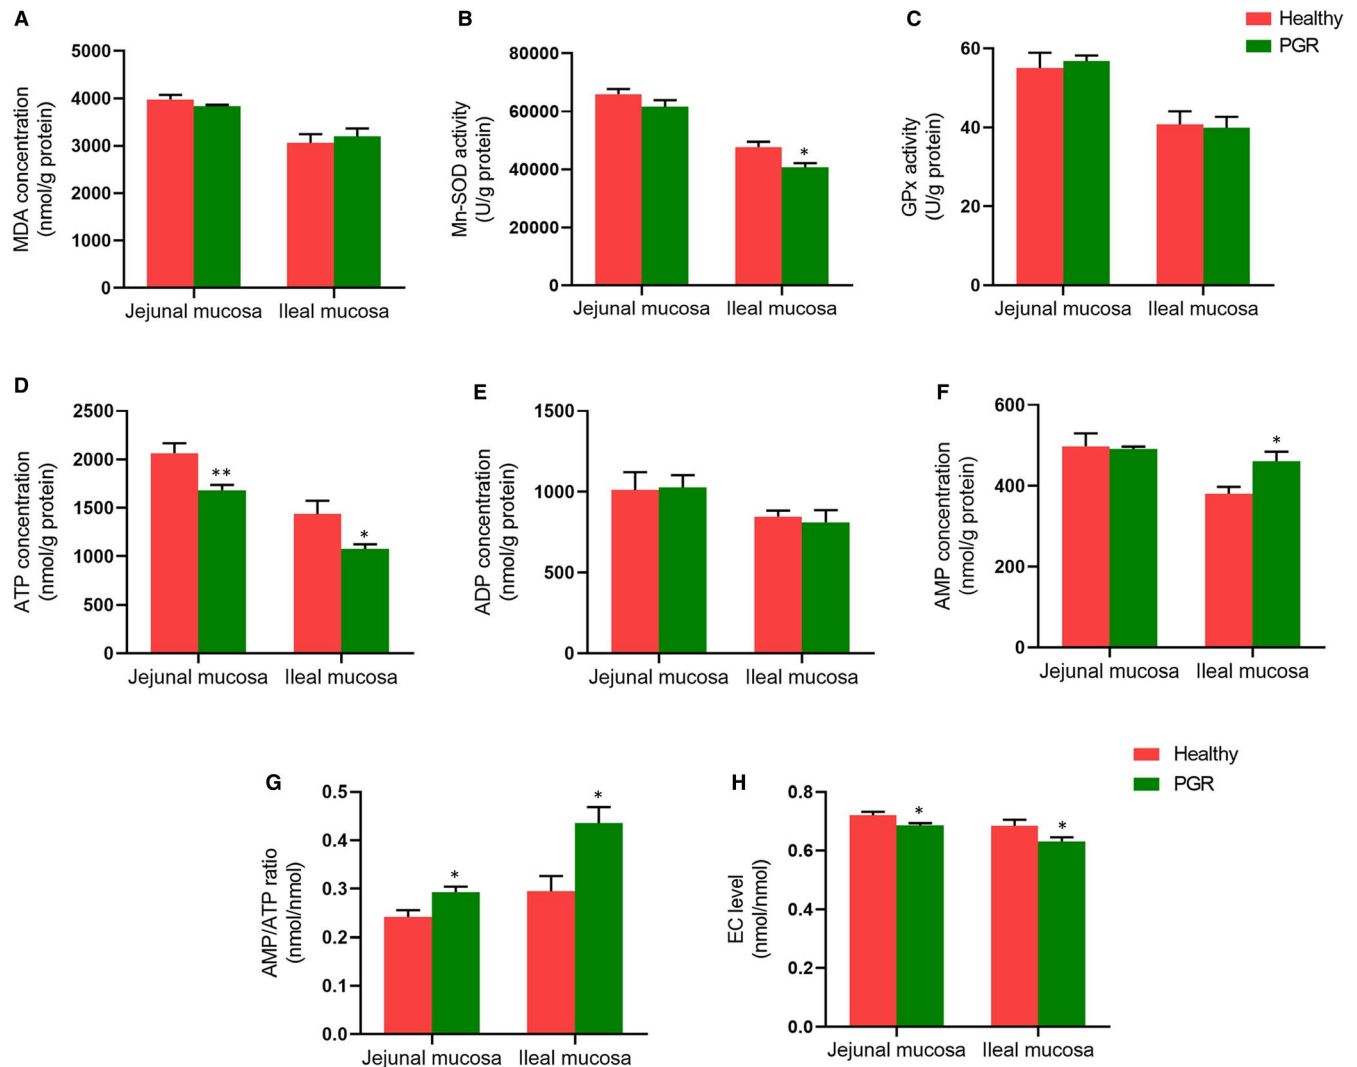 A
MDA concentration
(nmol/g protein)
5000
4000
3000
2000
1000
0
Jejunal mucosa
Ileal mucosa
B
Mn-SOD activity
(U/g protein)
80000
60000
40000
20000
0
*
Jejunal mucosa
Ileal mucosa
C
Healthy
PGR
GPx activity
(U/g protein)
60
40
20
0
Jejunal mucosa
Ileal mucosa
D
ATP concentration
(nmol/g protein)
2500
2000
1500
1000
500
0
**
*
Jejunal mucosa
Ileal mucosa
E
ADP concentration
(nmol/g protein)
1500
1000
500
0
Jejunal mucosa
Ileal mucosa
F
AMP concentration
(nmol/g protein)
600
400
200
0
*
Jejunal mucosa
Ileal mucosa
G
AMP/ATP ratio
(nmol/nmol)
0.5
0.4
0.3
0.2
0.1
0.0
*
*
Jejunal mucosa
Ileal mucosa
H
Healthy
PGR
EC level
(nmol/nmol)
0.8
0.6
0.4
0.2
0.0
*
*
Jejunal mucosa
Ileal mucosa